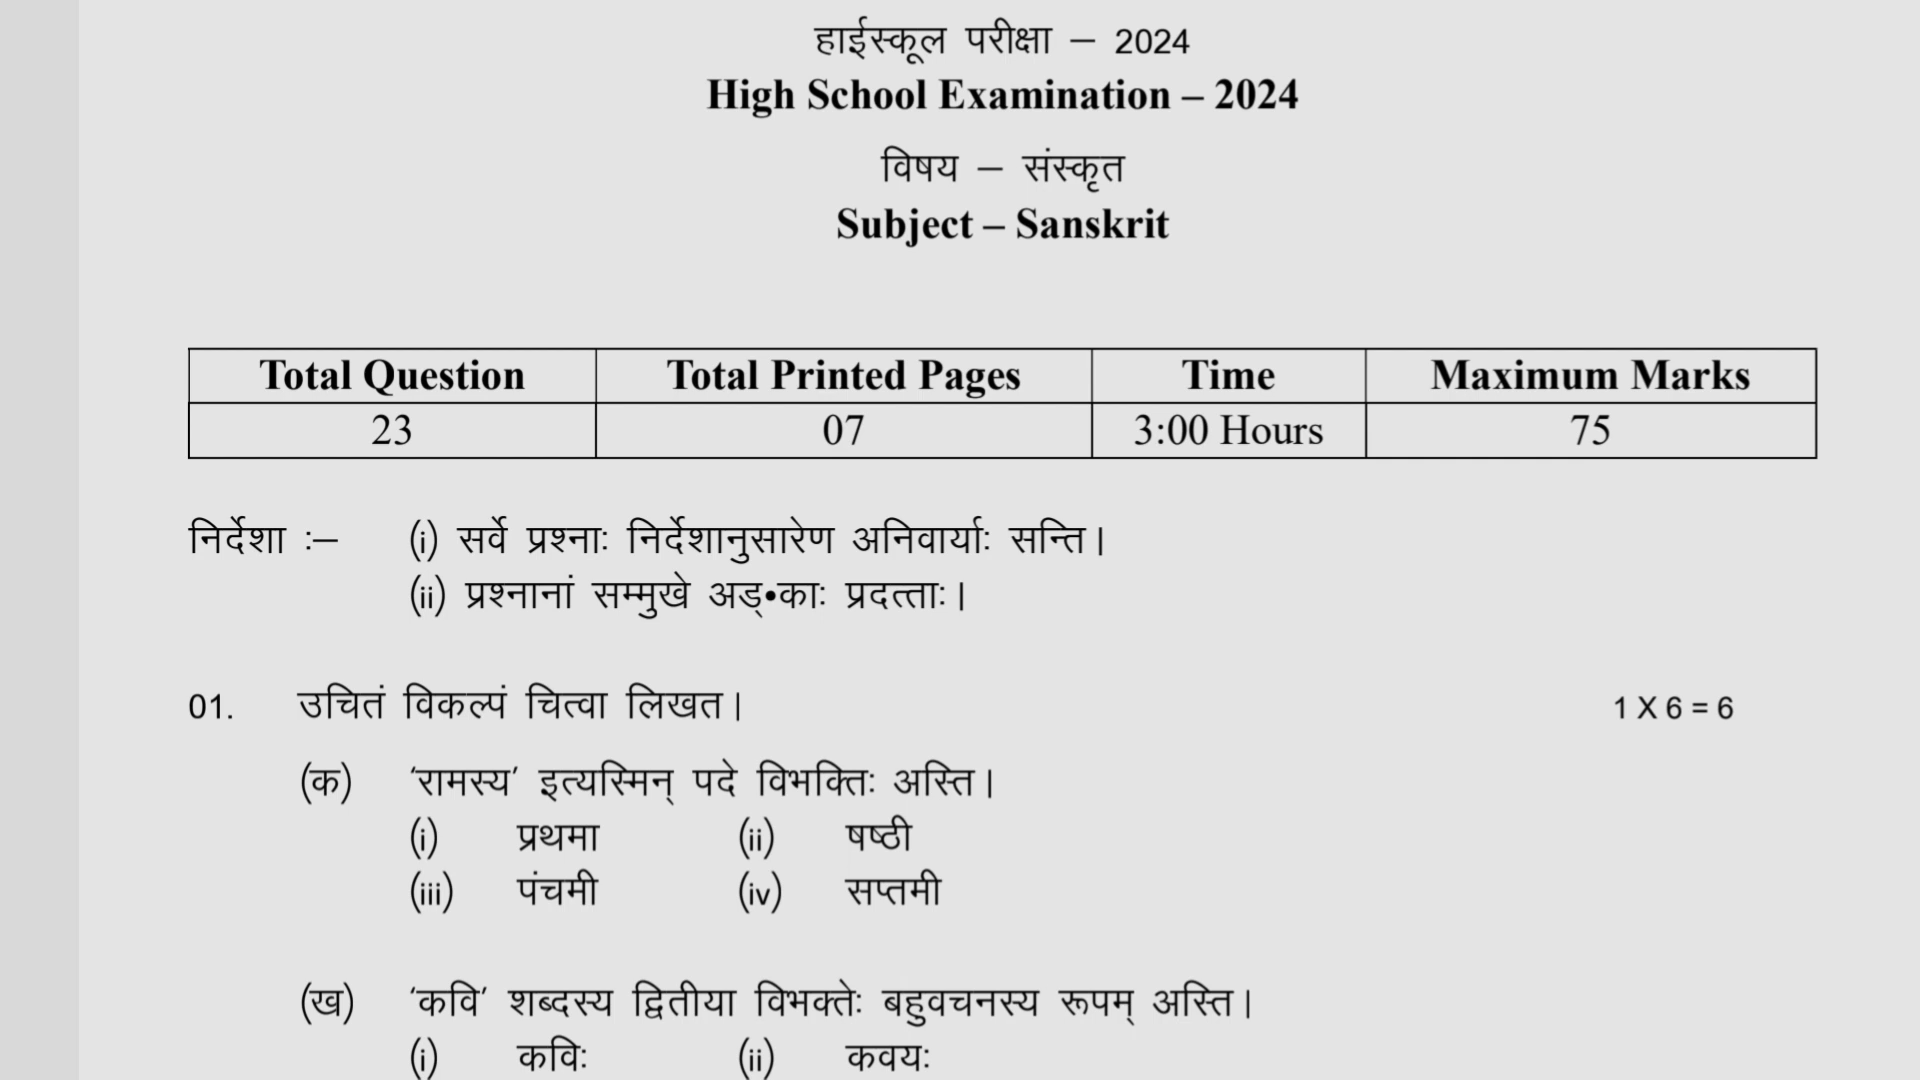 हाईस्कूल परीक्षा – 2024
High School Examination – 2024
विषय – संस्कृत
Subject – Sanskrit
Total Question Total Printed Pages Time Maximum Marks
23 07 3:00 Hours 75
निर्देशा :– (i) सर्वे प्रश्नाः निर्देशानुसारेण अनिवार्याः सन्ति।
(ii) प्रश्नानां सम्मुखे अड्•काः प्रदत्ताः।
01. उचितं विकल्पं चित्वा लिखत। 1 X 6 = 6
(क) ‘रामस्य’ इत्यस्मिन् पदे विभक्तिः अस्ति।
(i) प्रथमा (ii) षष्ठी
(iii) पंचमी (iv) सप्तमी
(ख) ‘कवि’ शब्दस्य द्वितीया विभक्तेः बहुवचनस्य रूपम् अस्ति।
(i) कविः (ii) कवयः